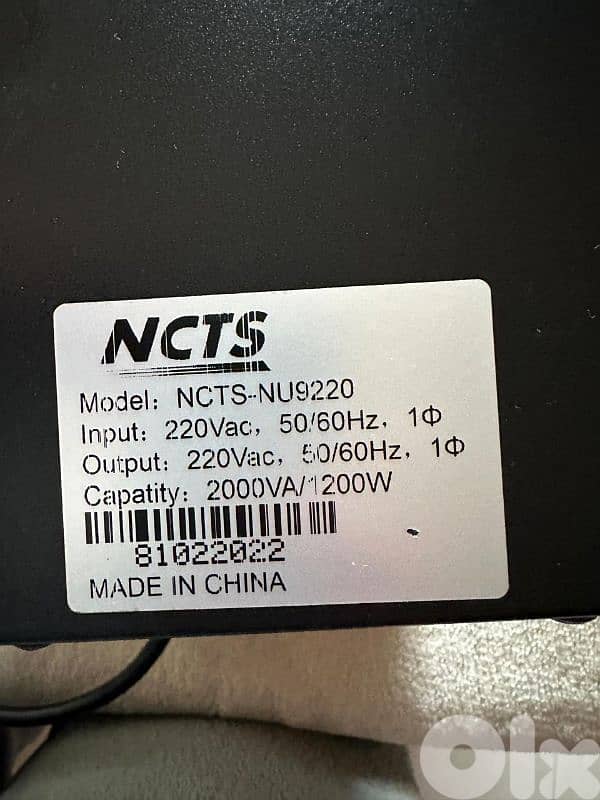 NCTS
Model: NCTS-NU9220
Input: 220Vac, 50/60Hz, 1Φ
Output: 220Vac, 50/60Hz, 1Φ
Capatity: 2000VA/1200W
81022022
MADE IN CHINA
Olx